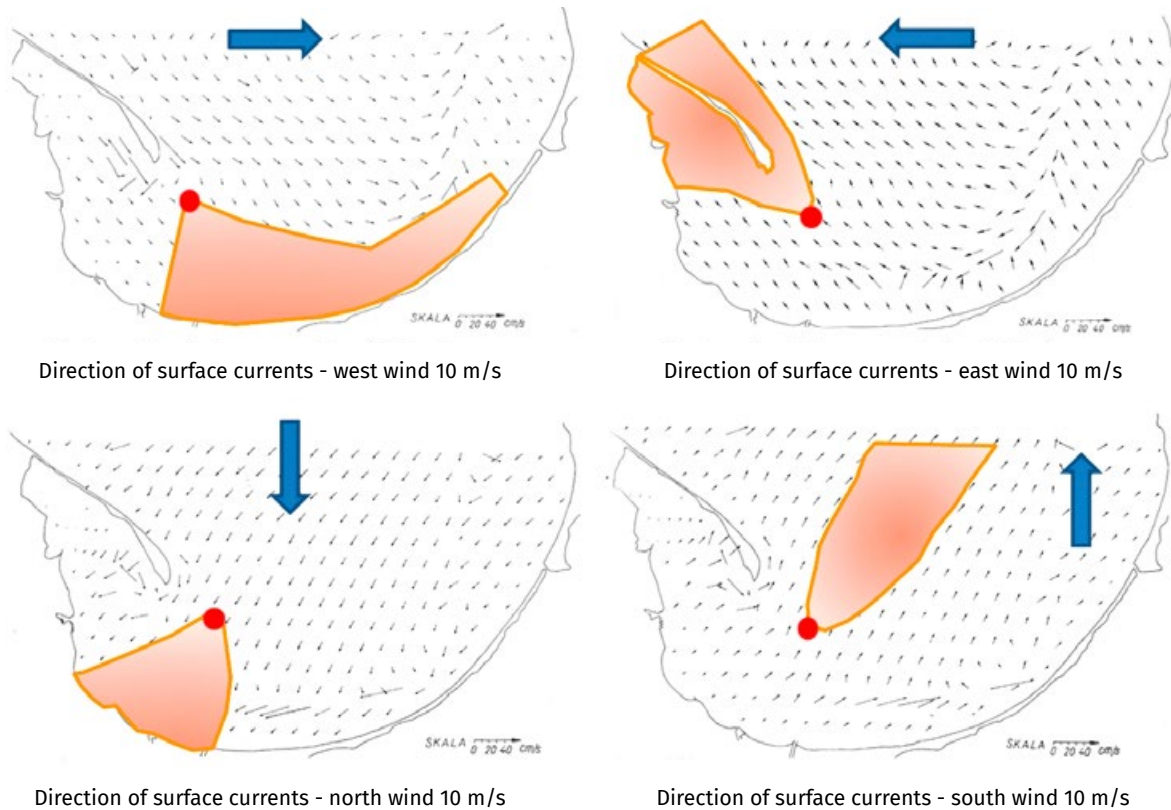 SKALA 0 20 40 cm/s
SKALA 0 20 40 cm/s
Direction of surface currents - west wind 10 m/s
Direction of surface currents - east wind 10 m/s
SKALA 0 20 40 cm/s
SKALA 0 20 40 cm/s
Direction of surface currents - north wind 10 m/s
Direction of surface currents - south wind 10 m/s